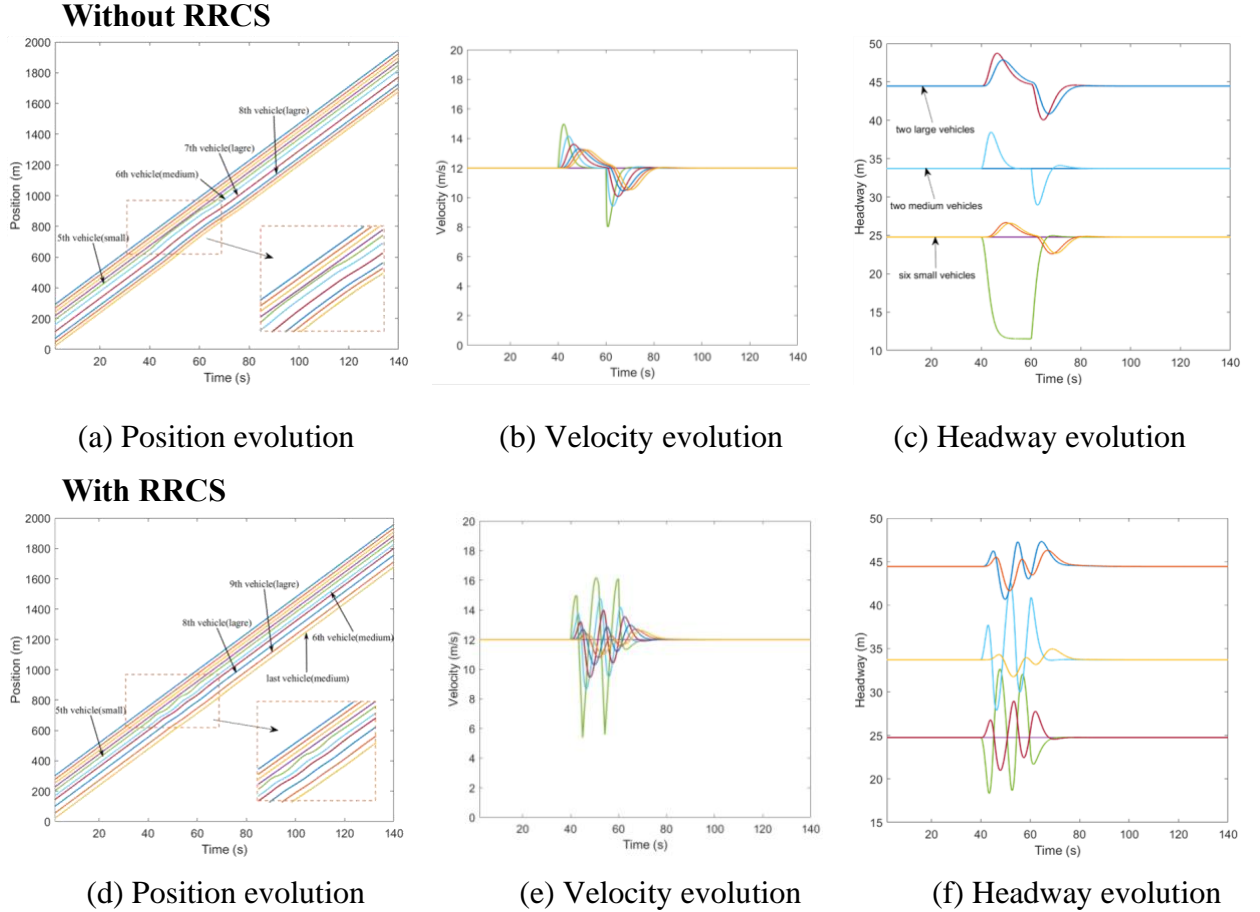 Without RRCS
2000
1800
1600
1400
1200
1000
800
600
400
200
0
20 40 60 80 100 120 140
Position (m)
Time (s)
8th vehicle(lagre)
7th vehicle(lagre)
6th vehicle(medium)
5th vehicle(small)
20
18
16
14
12
10
8
6
4
2
0
20 40 60 80 100 120 140
Velocity (m/s)
Time (s)
50
45
40
35
30
25
20
15
10
20 40 60 80 100 120 140
Headway (m)
Time (s)
two large vehicles
two medium vehicles
six small vehicles
(a) Position evolution
(b) Velocity evolution
(c) Headway evolution
With RRCS
2000
1800
1600
1400
1200
1000
800
600
400
200
0
20 40 60 80 100 120 140
Position (m)
Time (s)
9th vehicle(lagre)
8th vehicle(lagre)
6th vehicle(medium)
last vehicle(medium)
5th vehicle(small)
20
18
16
14
12
10
8
6
4
2
0
20 40 60 80 100 120 140
Velocity (m/s)
Time (s)
50
45
40
35
30
25
20
15
20 40 60 80 100 120 140
Headway (m)
Time (s)
(d) Position evolution
(e) Velocity evolution
(f) Headway evolution